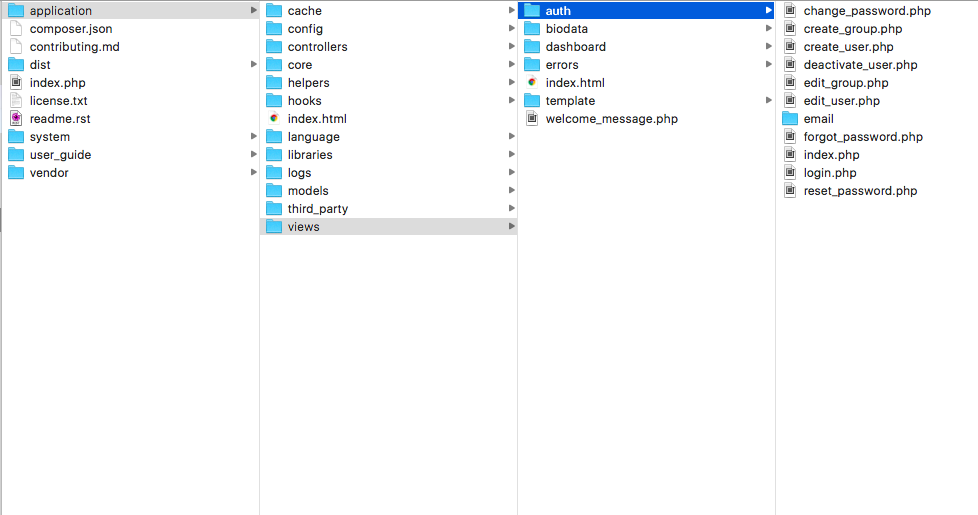 application
composer.json
contributing.md
dist
index.php
license.txt
readme.rst
system
user_guide
vendor
cache
config
controllers
core
helpers
hooks
index.html
language
libraries
logs
models
third_party
views
auth
biodata
dashboard
errors
index.html
template
welcome_message.php
change_password.php
create_group.php
create_user.php
deactivate_user.php
edit_group.php
edit_user.php
email
forgot_password.php
index.php
login.php
reset_password.php